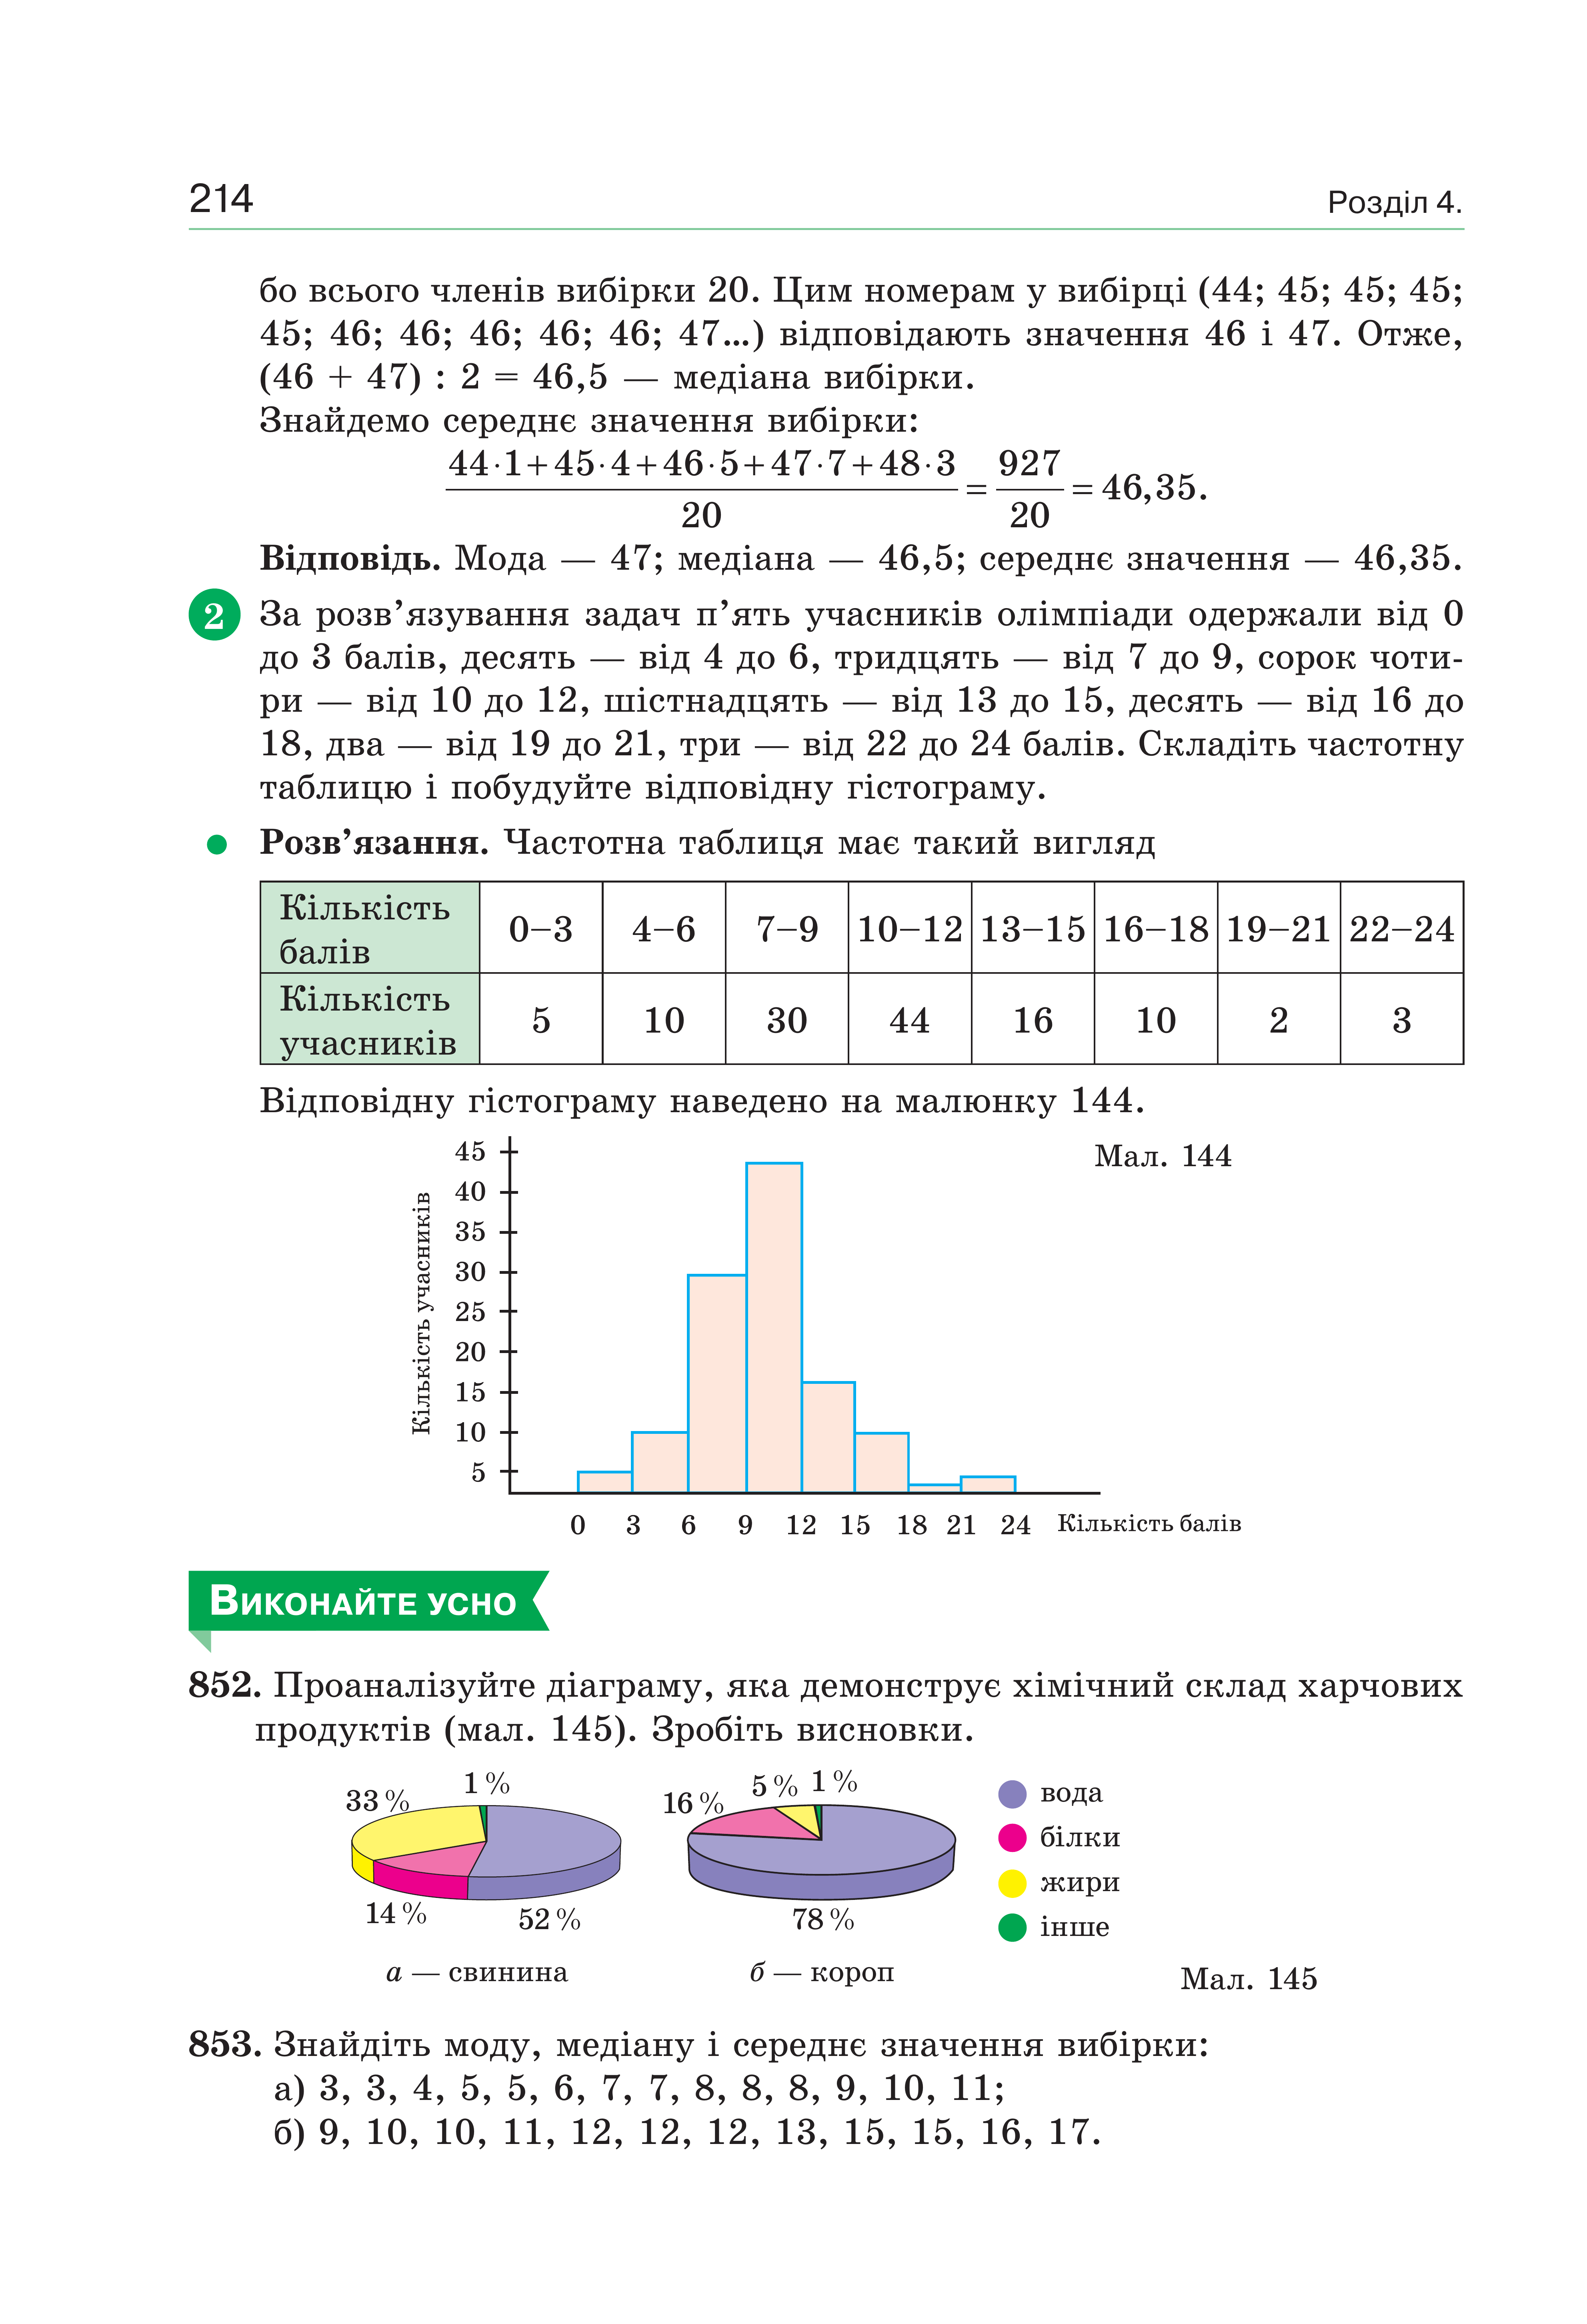 214
Розділ 4.
бо всього членів вибірки 20. Цим номерам у вибірці (44; 45; 45; 45;
45; 46; 46; 46; 46; 46; 47...) відповідають значення 46 і 47. Отже,
(46 + 47) : 2 = 46,5 — медіана вибірки.
Знайдемо середнє значення вибірки:
44·1+45·4+46·5+47·7+48·3 / 20 = 927 / 20 = 46,35.
Відповідь. Мода — 47; медіана — 46,5; середнє значення — 46,35.
2 За розв’язування задач п’ять учасників олімпіади одержали від 0
до 3 балів, десять — від 4 до 6, тридцять — від 7 до 9, сорок чоти-
ри — від 10 до 12, шістнадцять — від 13 до 15, десять — від 16 до
18, два — від 19 до 21, три — від 22 до 24 балів. Складіть частотну
таблицю і побудуйте відповідну гістограму.
• Розв’язання. Частотна таблиця має такий вигляд
Кількість балів 0–3 4–6 7–9 10–12 13–15 16–18 19–21 22–24
Кількість учасників 5 10 30 44 16 10 2 3
Відповідну гістограму наведено на малюнку 144.
Мал. 144
Кількість учасників
45
40
35
30
25
20
15
10
5
0 3 6 9 12 15 18 21 24 Кількість балів
Виконайте усно
852. Проаналізуйте діаграму, яка демонструє хімічний склад харчових
продуктів (мал. 145). Зробіть висновки.
33 % 1 %
14 % 52 %
а — свинина
16 % 5 % 1 %
78 %
б — короп
вода
білки
жири
інше
Мал. 145
853. Знайдіть моду, медіану і середнє значення вибірки:
а) 3, 3, 4, 5, 5, 6, 7, 7, 8, 8, 8, 9, 10, 11;
б) 9, 10, 10, 11, 12, 12, 12, 13, 15, 15, 16, 17.